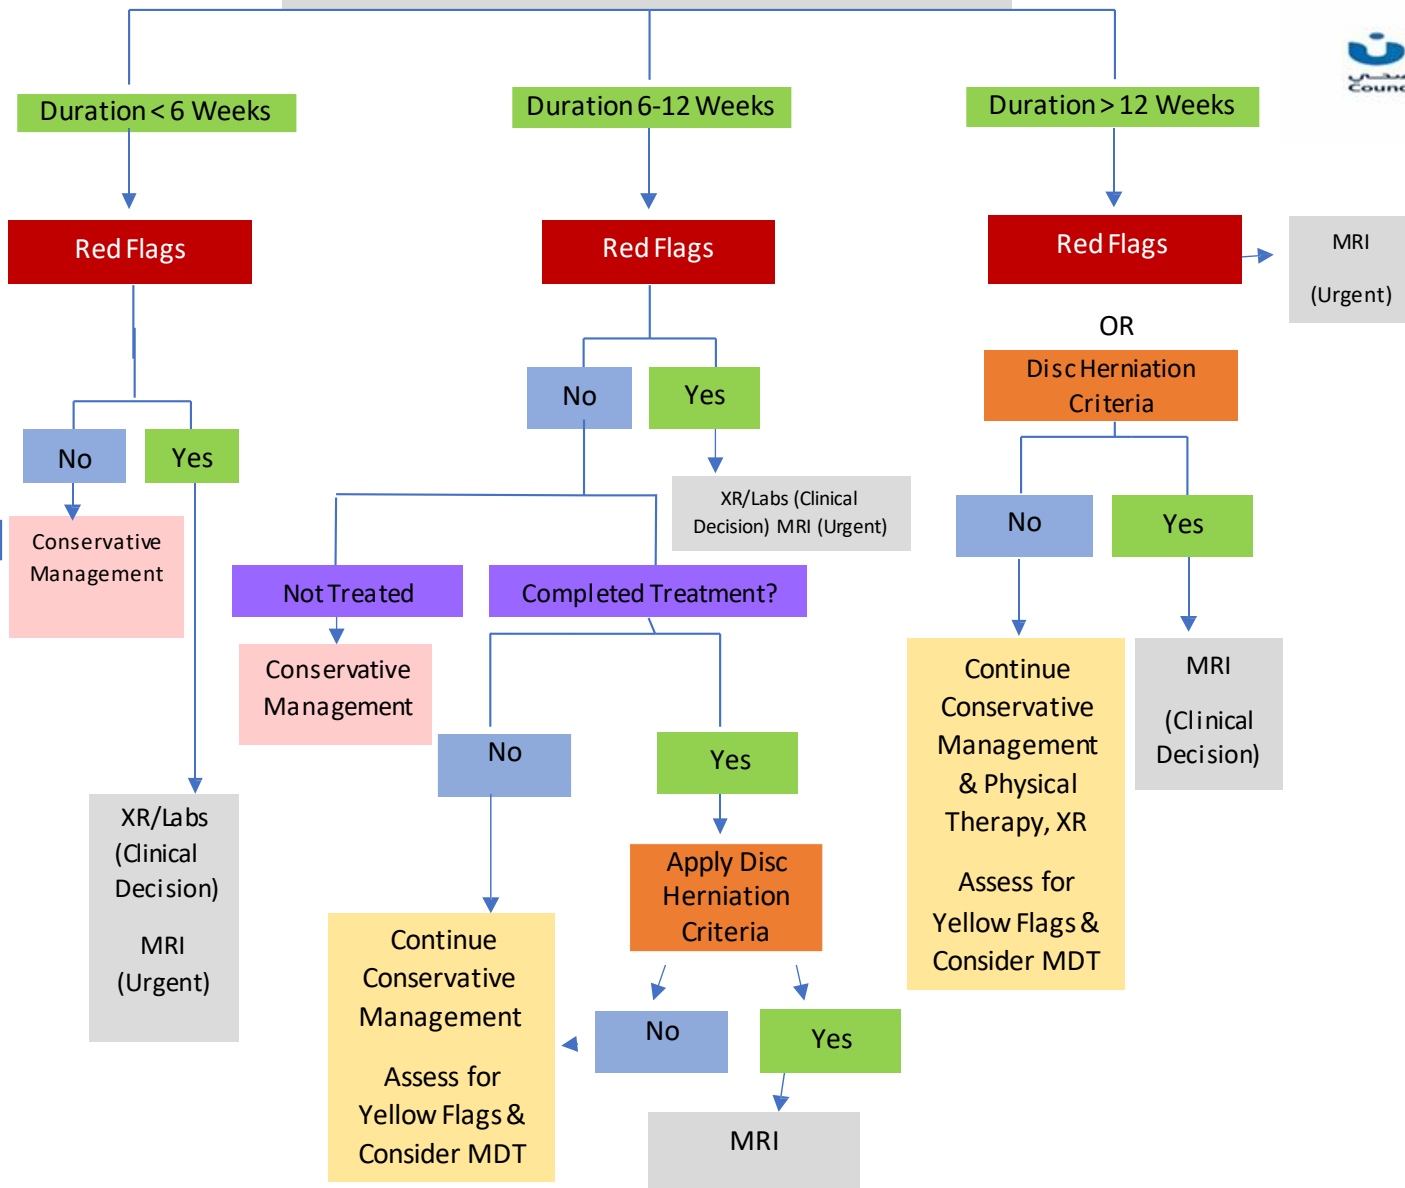 Duration < 6 Weeks
Duration 6-12 Weeks
Duration > 12 Weeks
Red Flags
Red Flags
Red Flags
MRI
(Urgent)
OR
Disc Herniation
Criteria
No
Yes
No
Yes
No
Yes
Conservative
Management
XR/Labs (Clinical
Decision) MRI (Urgent)
Not Treated
Completed Treatment?
Conservative
Management
No
Yes
Continue
Conservative
Management
& Physical
Therapy, XR
Assess for
Yellow Flags &
Consider MDT
MRI
(Clinical
Decision)
XR/Labs
(Clinical
Decision)
MRI
(Urgent)
Apply Disc
Herniation
Criteria
Continue
Conservative
Management
Assess for
Yellow Flags &
Consider MDT
No
Yes
MRI